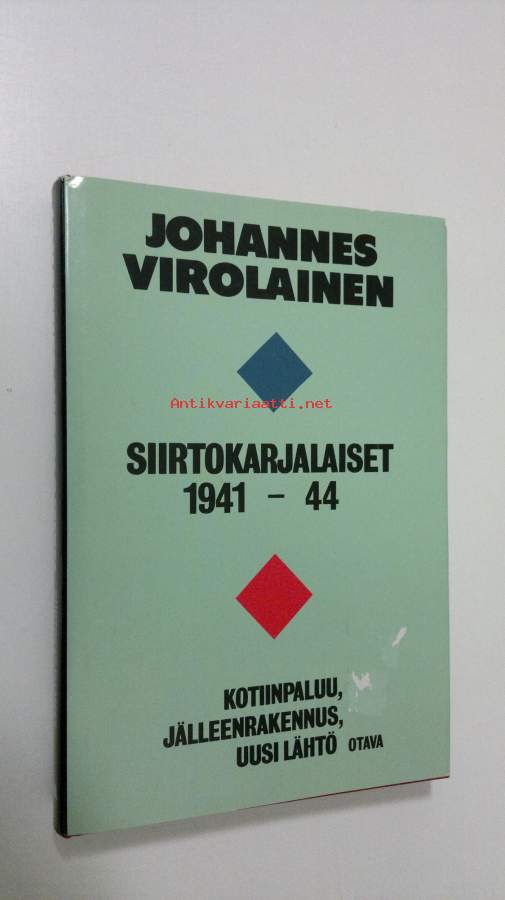 JOHANNES
VIROLAINEN
Antikvariaatti.net
SIIRTOKARJALAISET
1941 - 44
KOTIINPALUU,
JÄLLEENRAKENNUS,
UUSI LÄHTÖ OTAVA